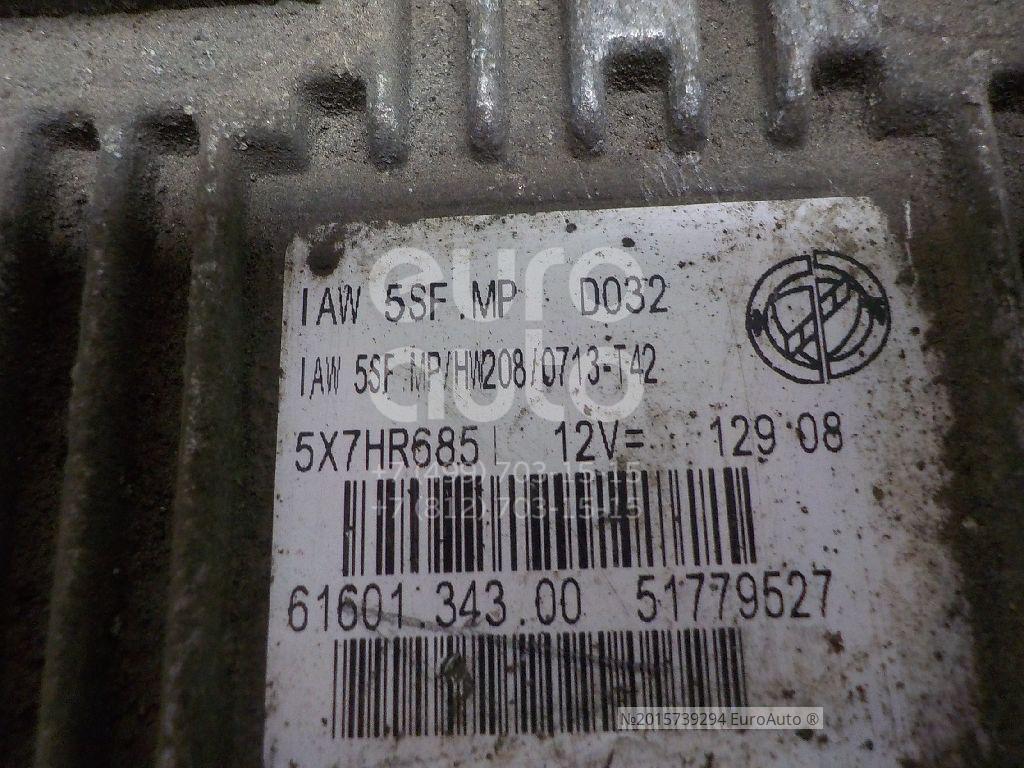 IAW 5SF.MP D032
IAW 5SF.MP/HW208/0713-T42
5X7HR685 12V= 129 08
61601.343.00 51779527
euro
auto
+7 (499) 703-15-15
+7 (812) 703-15-15
№2015739294 EuroAuto ®